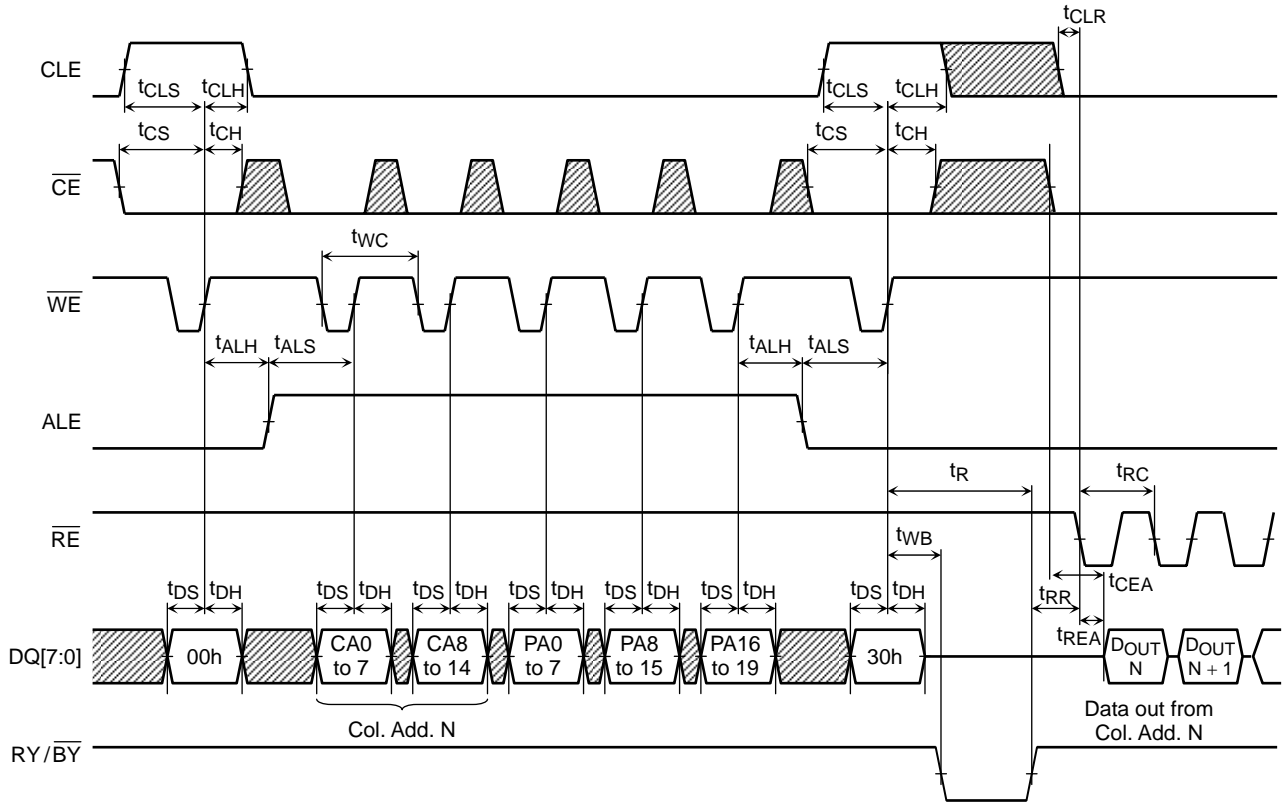 tCLR
CLE
tCLS tCLH tCLS tCLH
tCS tCH tCS tCH
CE
tWC
WE
tALH tALS tALH tALS
ALE
tR tRC
RE
tWB
tCEA
tDS tDH tDS tDH tDS tDH tDS tDH tDS tDH tDS tDH tDS tDH tRR
tREA
DQ[7:0] 00h CA0 to 7 CA8 to 14 PA0 to 7 PA8 to 15 PA16 to 19 30h DOUT N DOUT N + 1
Col. Add. N
Data out from
Col. Add. N
RY/BY